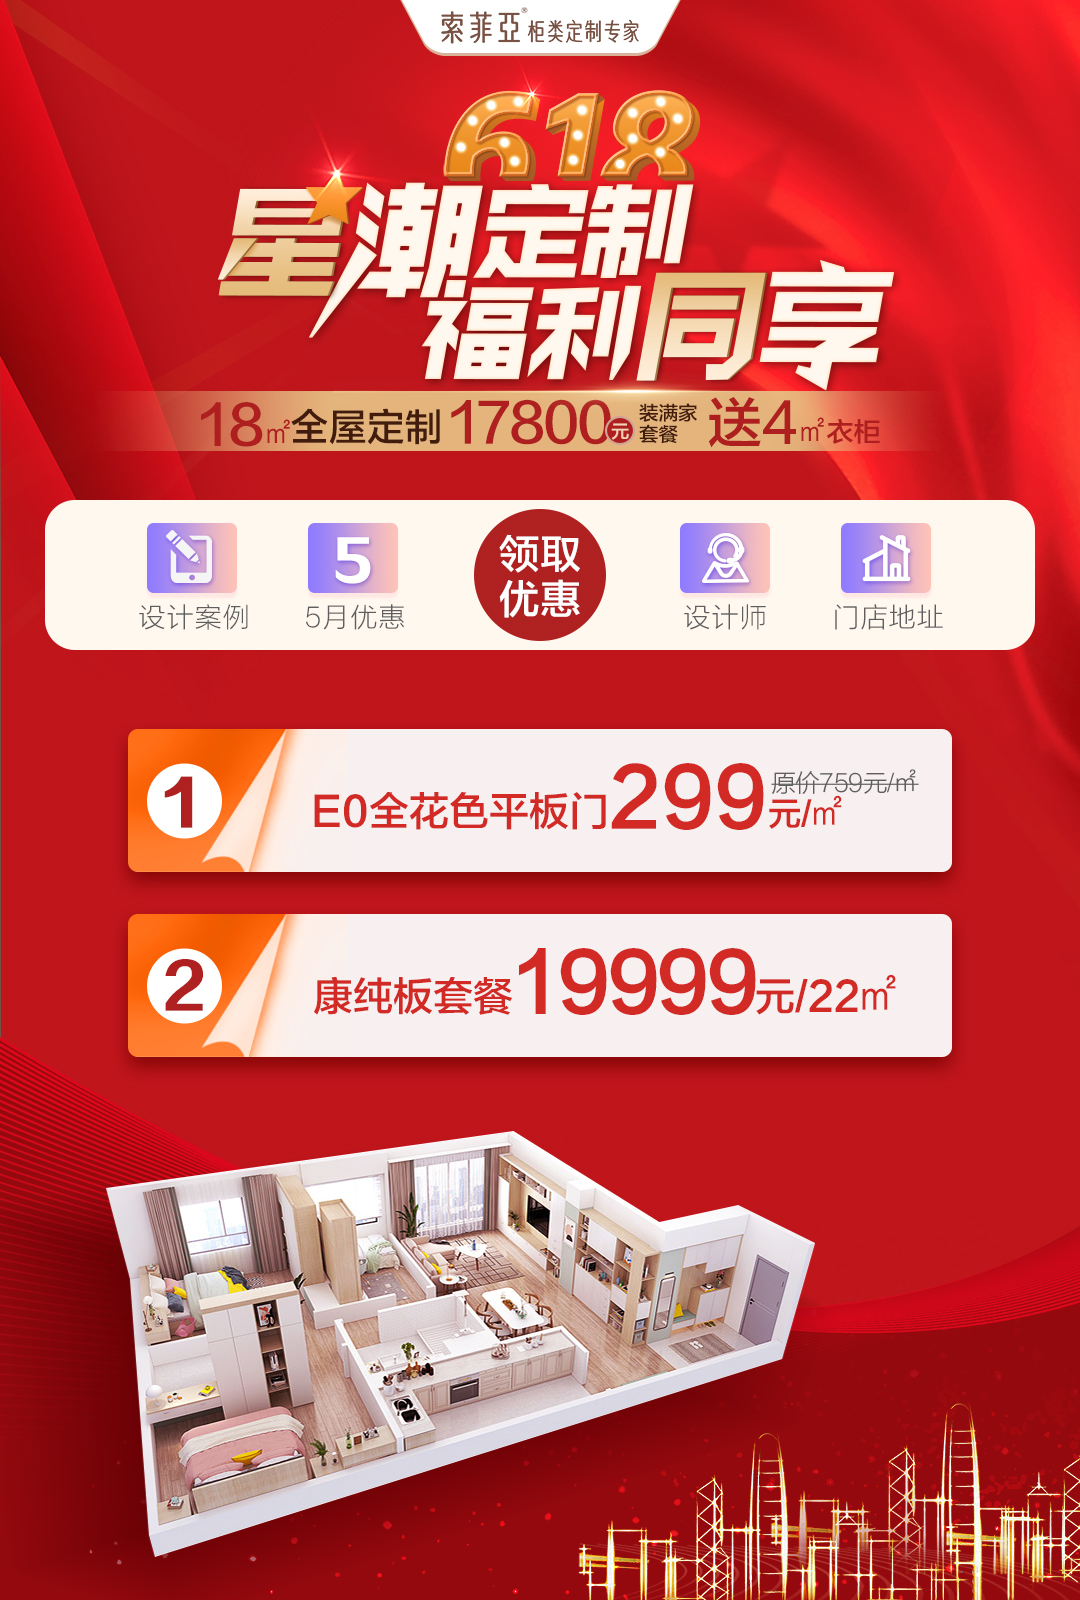 索菲亞® 柜类定制专家
618
星潮定制
福利同享
18㎡全屋定制17800元 装满家套餐 送4㎡衣柜
设计案例
5
5月优惠
领取
优惠
设计师
门店地址
1
E0全花色平板门299元/㎡ 原价759元/㎡
2
康纯板套餐19999元/22㎡